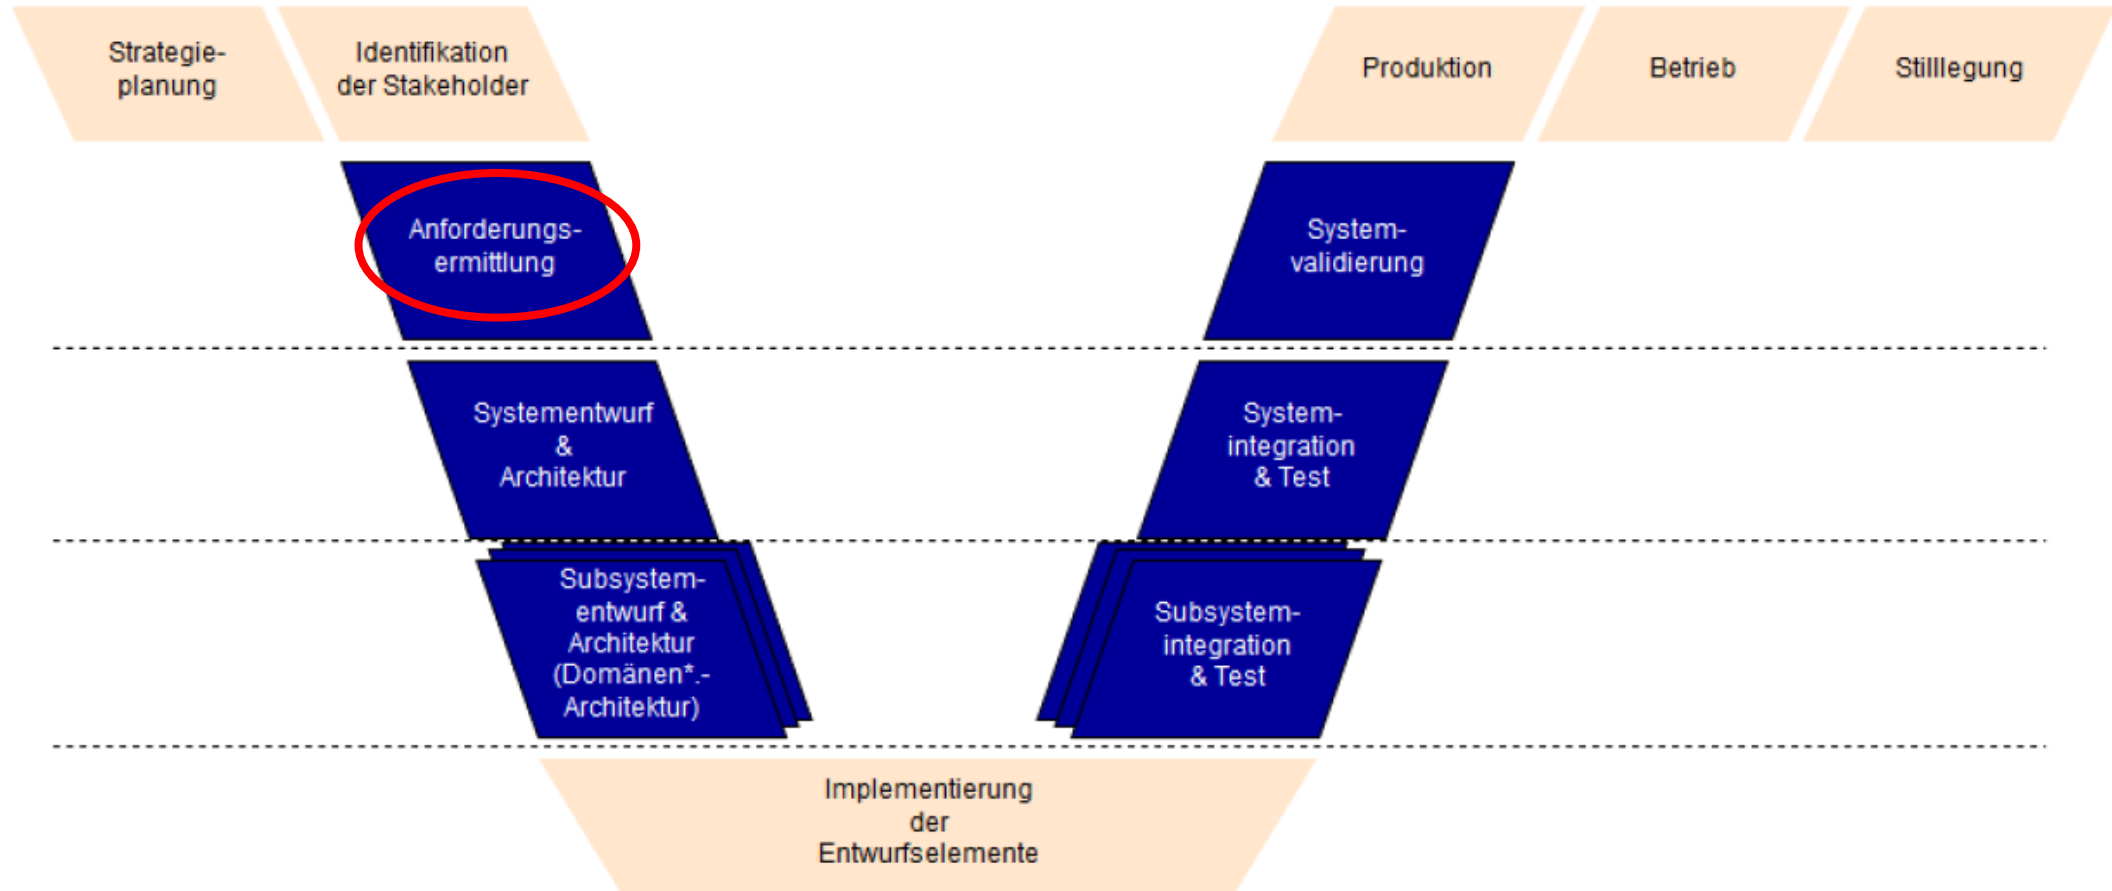 Strategie-
planung
Identifikation
der Stakeholder
Produktion
Betrieb
Stilllegung
Anforderungs-
ermittlung
System-
validierung
Systementwurf
&
Architektur
System-
integration
& Test
Subsystem-
entwurf &
Architektur
(Domänen*.-
Architektur)
Subsystem-
integration
& Test
Implementierung
der
Entwurfselemente